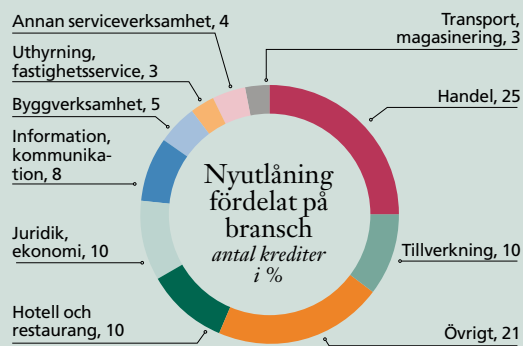 Annan serviceverksamhet, 4
Uthyrning,
fastighetsservice, 3
Byggverksamhet, 5
Information,
kommunika-
tion, 8
Juridik,
ekonomi, 10
Hotell och
restaurang, 10
Nyutlåning
fördelat på
bransch
antal krediter
i %
Transport,
magasinering, 3
Handel, 25
Tillverkning, 10
Övrigt, 21